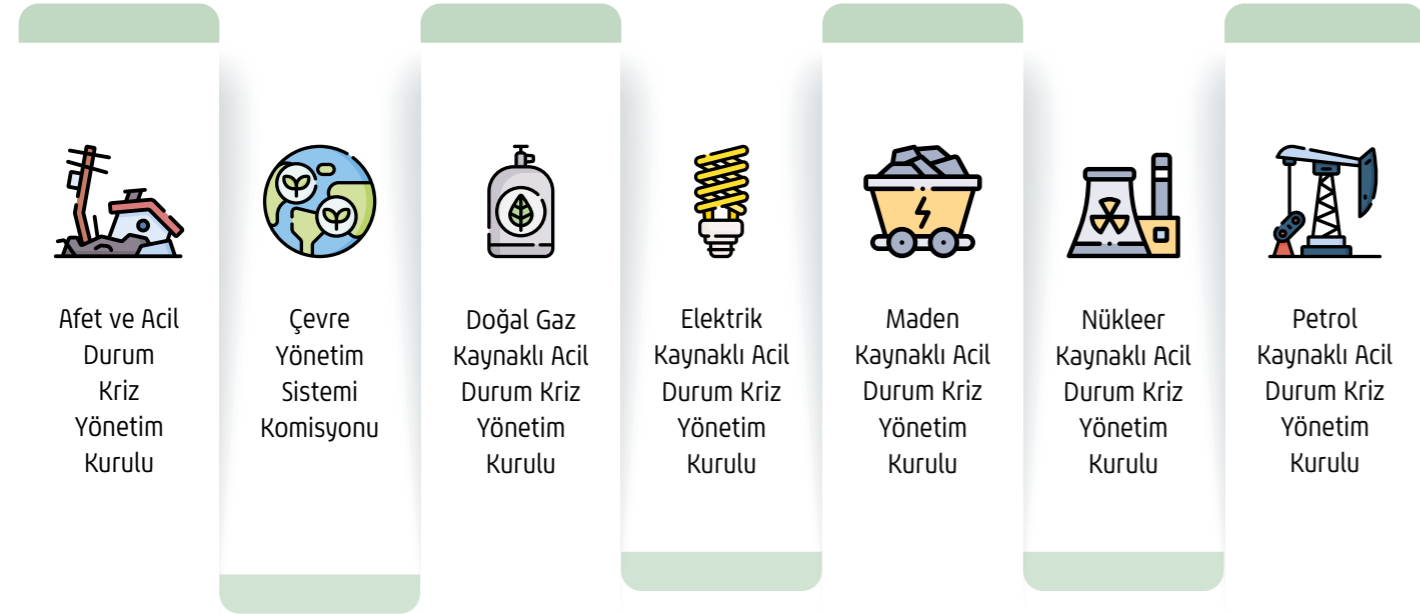 Afet ve Acil
Durum
Kriz
Yönetim
Kurulu
Çevre
Yönetim
Sistemi
Komisyonu
Doğal Gaz
Kaynaklı Acil
Durum Kriz
Yönetim
Kurulu
Elektrik
Kaynaklı Acil
Durum Kriz
Yönetim
Kurulu
Maden
Kaynaklı Acil
Durum Kriz
Yönetim
Kurulu
Nükleer
Kaynaklı Acil
Durum Kriz
Yönetim
Kurulu
Petrol
Kaynaklı Acil
Durum Kriz
Yönetim
Kurulu